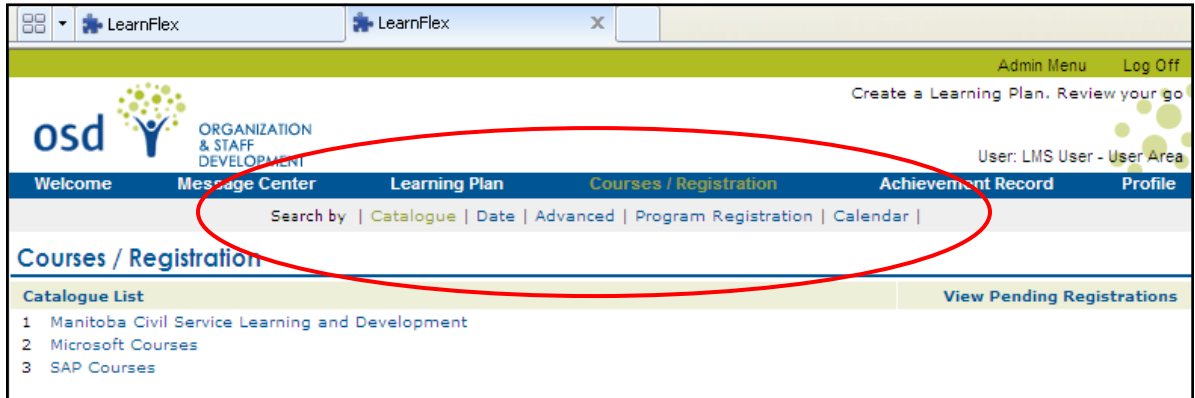 LearnFlex LearnFlex
Admin Menu Log Off
Create a Learning Plan. Review your go
osd ORGANIZATION
& STAFF
DEVELOPMENT
User: LMS User - User Area
Welcome Message Center Learning Plan Courses / Registration Achievement Record Profile
Search by | Catalogue | Date | Advanced | Program Registration | Calendar |
Courses / Registration
Catalogue List View Pending Registrations
1 Manitoba Civil Service Learning and Development
2 Microsoft Courses
3 SAP Courses